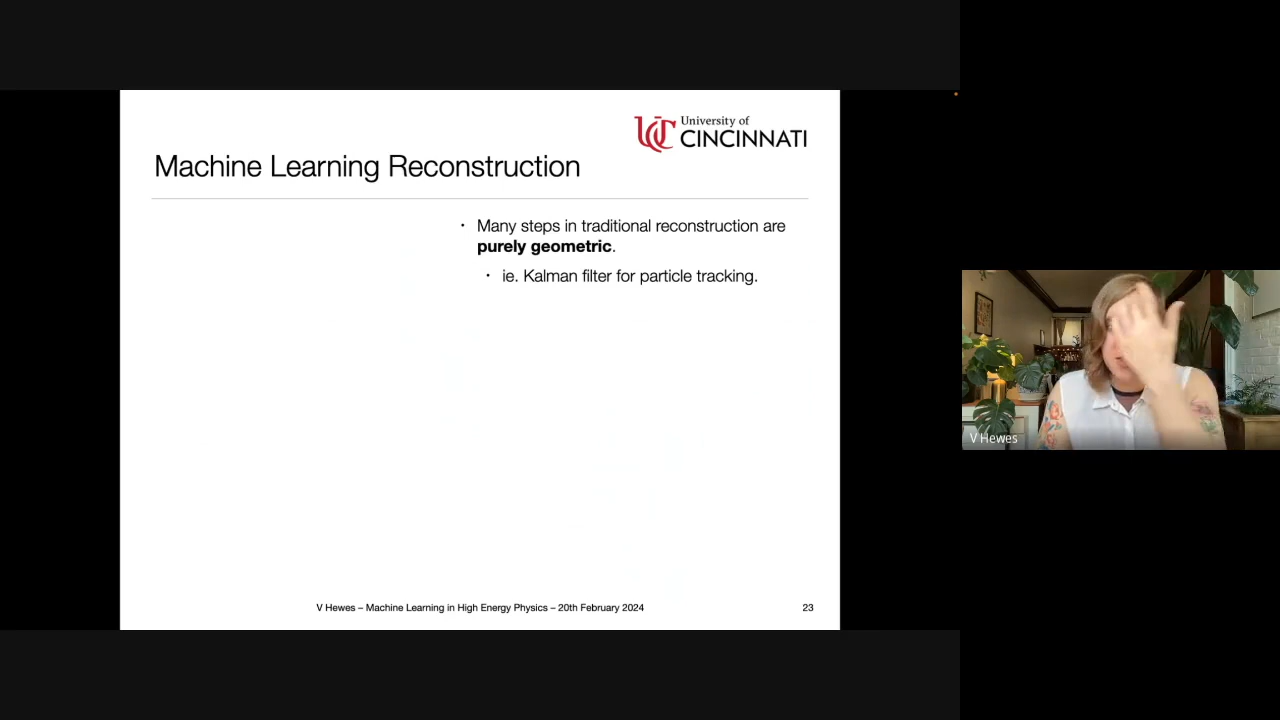 University of
CINCINNATI
Machine Learning Reconstruction
• Many steps in traditional reconstruction are
purely geometric.
• ie. Kalman filter for particle tracking.
V Hewes – Machine Learning in High Energy Physics – 20th February 2024
23
V Hewes